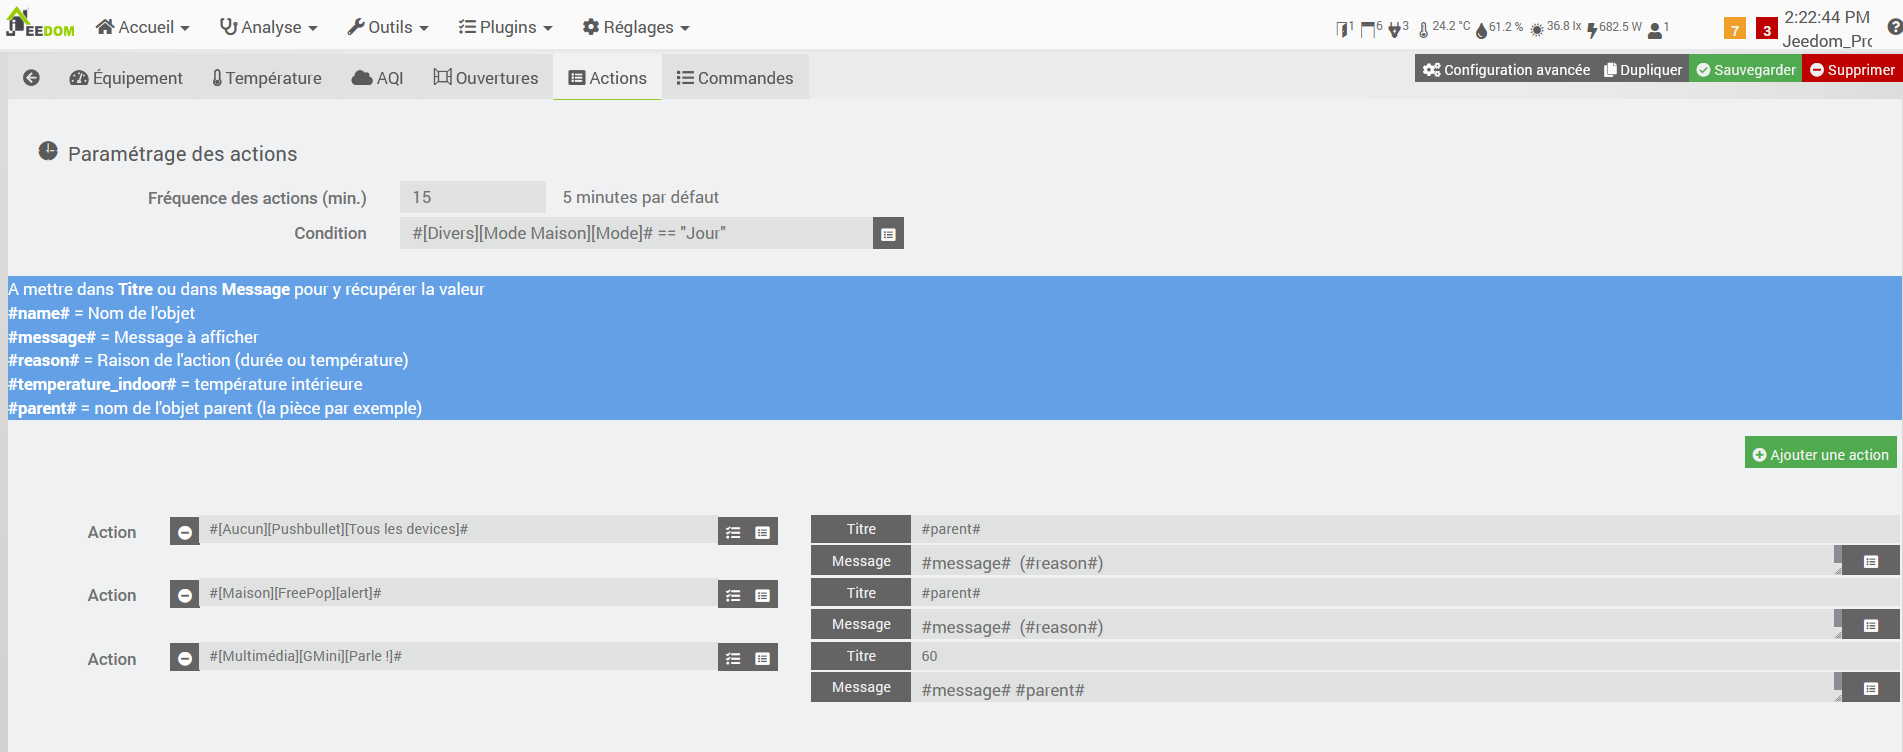 JEEDOM Accueil Analyse Outils Plugins Réglages 1 6 3 24.2 °C 61.2 % 36.8 lx 682.5 W 1 7 3 2:22:44 PM
Équipement Température AQI Ouvertures Actions Commandes Configuration avancée Dupliquer Sauvegarder Supprimer
Paramétrage des actions
Fréquence des actions (min.) 15 5 minutes par défaut
Condition #[Divers][Mode Maison][Mode]# == "Jour"
A mettre dans Titre ou dans Message pour y récupérer la valeur
#name# = Nom de l'objet
#message# = Message à afficher
#reason# = Raison de l'action (durée ou température)
#temperature_indoor# = température intérieure
#parent# = nom de l'objet parent (la pièce par exemple)
Ajouter une action
Action #[Aucun][Pushbullet][Tous les devices]# Titre #parent#
Message #message# (#reason#)
Action #[Maison][FreePop][alert]# Titre #parent#
Message #message# (#reason#)
Action #[Multimédia][GMini][Parle !]# Titre 60
Message #message# #parent#